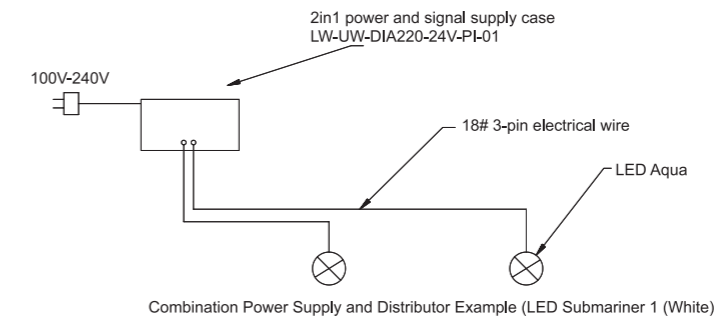 2in1 power and signal supply case
LW-UW-DIA220-24V-PI-01
100V-240V
18# 3-pin electrical wire
LED Aqua
Combination Power Supply and Distributor Example (LED Submariner 1 (White)